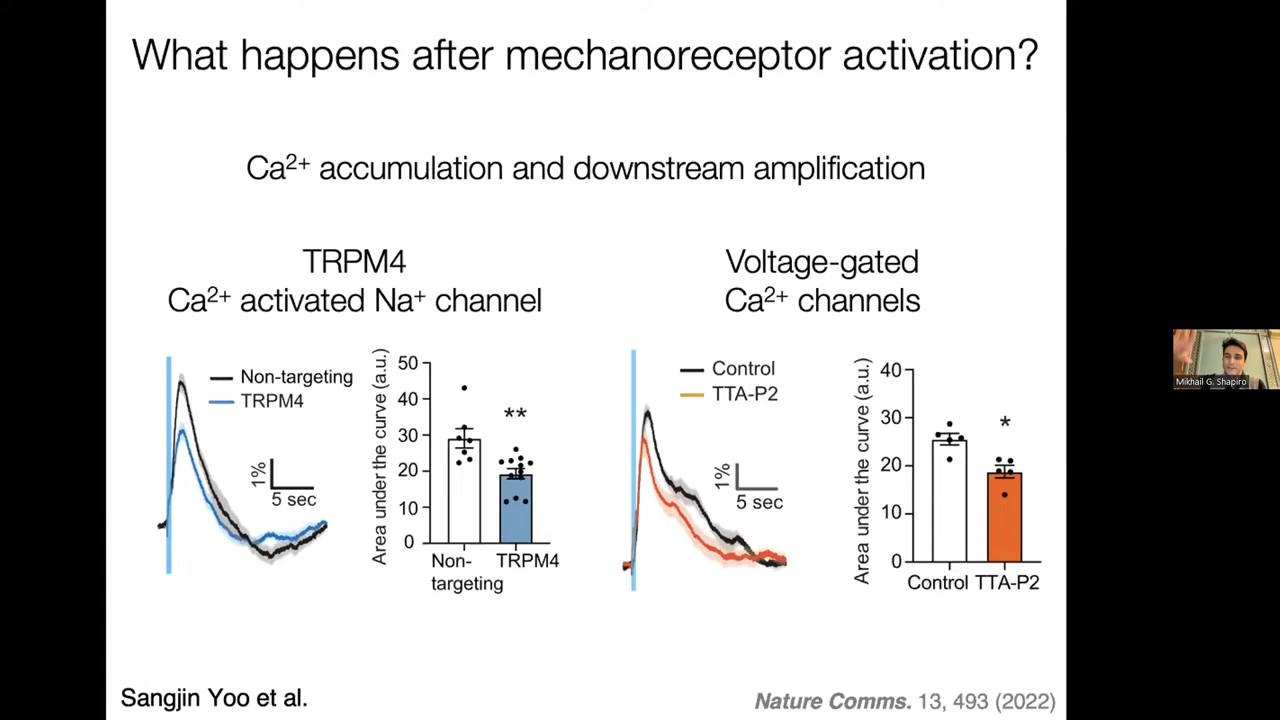 What happens after mechanoreceptor activation?
Ca2+ accumulation and downstream amplification
TRPM4
Ca2+ activated Na+ channel
Non-targeting
TRPM4
1%
5 sec
Area under the curve (a.u.)
50
40
30
20
10
0
**
Non-
targeting
TRPM4
Voltage-gated
Ca2+ channels
Control
TTA-P2
1%
5 sec
Area under the curve (a.u.)
40
30
20
10
0
*
Control TTA-P2
Mikhail G. Shapiro
Sangjin Yoo et al.
Nature Comms. 13, 493 (2022)